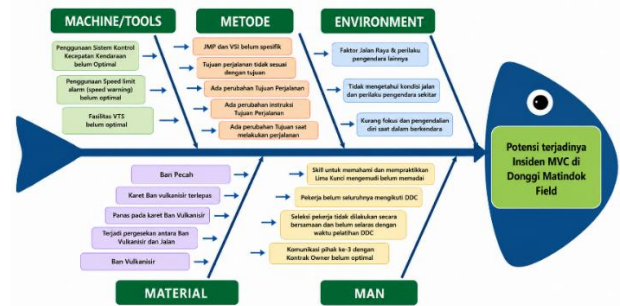 MACHINE/TOOLS
METODE
ENVIRONMENT
Penggunaan Sistem Kontrol
Kecepatan Kendaraan
belum Optimal
Penggunaan Speed limit
alarm (speed warning)
belum optimal
Fasilitas VTS
belum optimal
JMP dan VSI belum spesifik
Tujuan perjalanan tidak sesuai
dengan tujuan
Ada perubahan Tujuan Perjalanan
Ada perubahan instruksi
Tujuan Perjalanan
Ada perubahan Tujuan saat
melakukan perjalanan
Faktor Jalan Raya & perilaku
pengendara lainnya
Tidak mengetahui kondisi jalan
dan perilaku pengendara sekitar
Kurang fokus dan pengendalian
diri saat dalam berkendara
Potensi terjadinya
Insiden MVC di
Donggi Matindok
Field
Ban Pecah
Karet Ban vulkanisir terlepas
Panas pada karet Ban Vulkanisir
Terjadi pergesekan antara Ban
Vulkanisir dan Jalan
Ban Vulkanisir
Skill untuk memahami dan mempraktikkan
Lima Kunci mengemudi belum memadai
Pekerja belum seluruhnya mengikuti DDC
Seleksi pekerja tidak dilakukan secara
bersamaan dan belum selaras dengan
waktu pelatihan DDC
Komunikasi pihak ke-3 dengan
Kontrak Owner belum optimal
MATERIAL
MAN